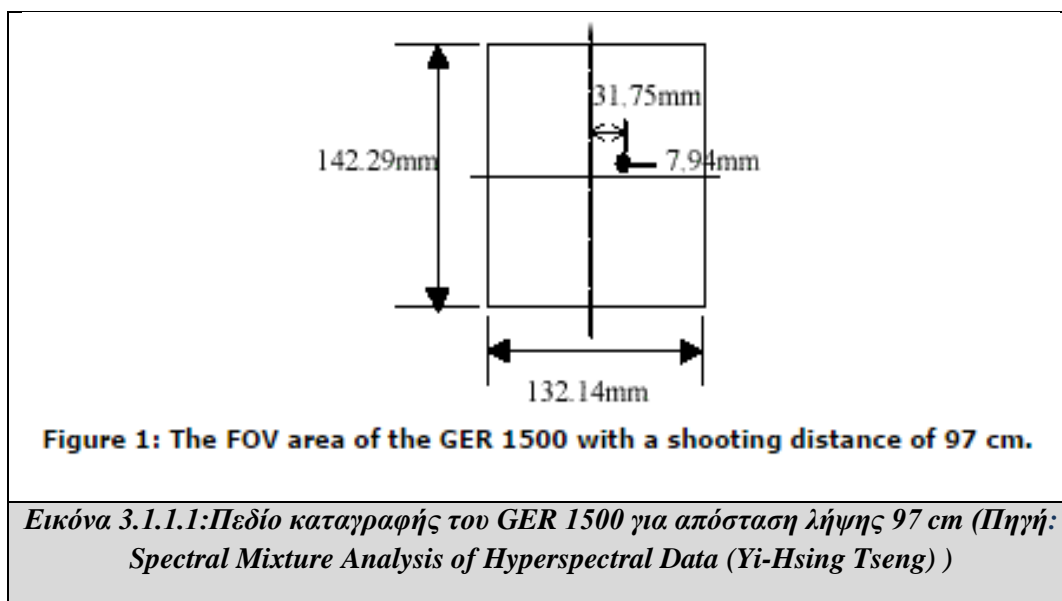 31.75mm
142.29mm
7.94mm
132.14mm
Figure 1: The FOV area of the GER 1500 with a shooting distance of 97 cm.
Εικόνα 3.1.1.1:Πεδίο καταγραφής του GER 1500 για απόσταση λήψης 97 cm (Πηγή:
Spectral Mixture Analysis of Hyperspectral Data (Yi-Hsing Tseng) )